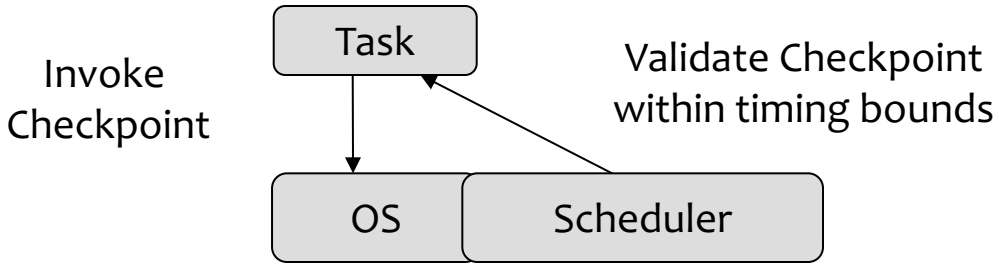 Task
Invoke
Checkpoint
Validate Checkpoint
within timing bounds
OS
Scheduler